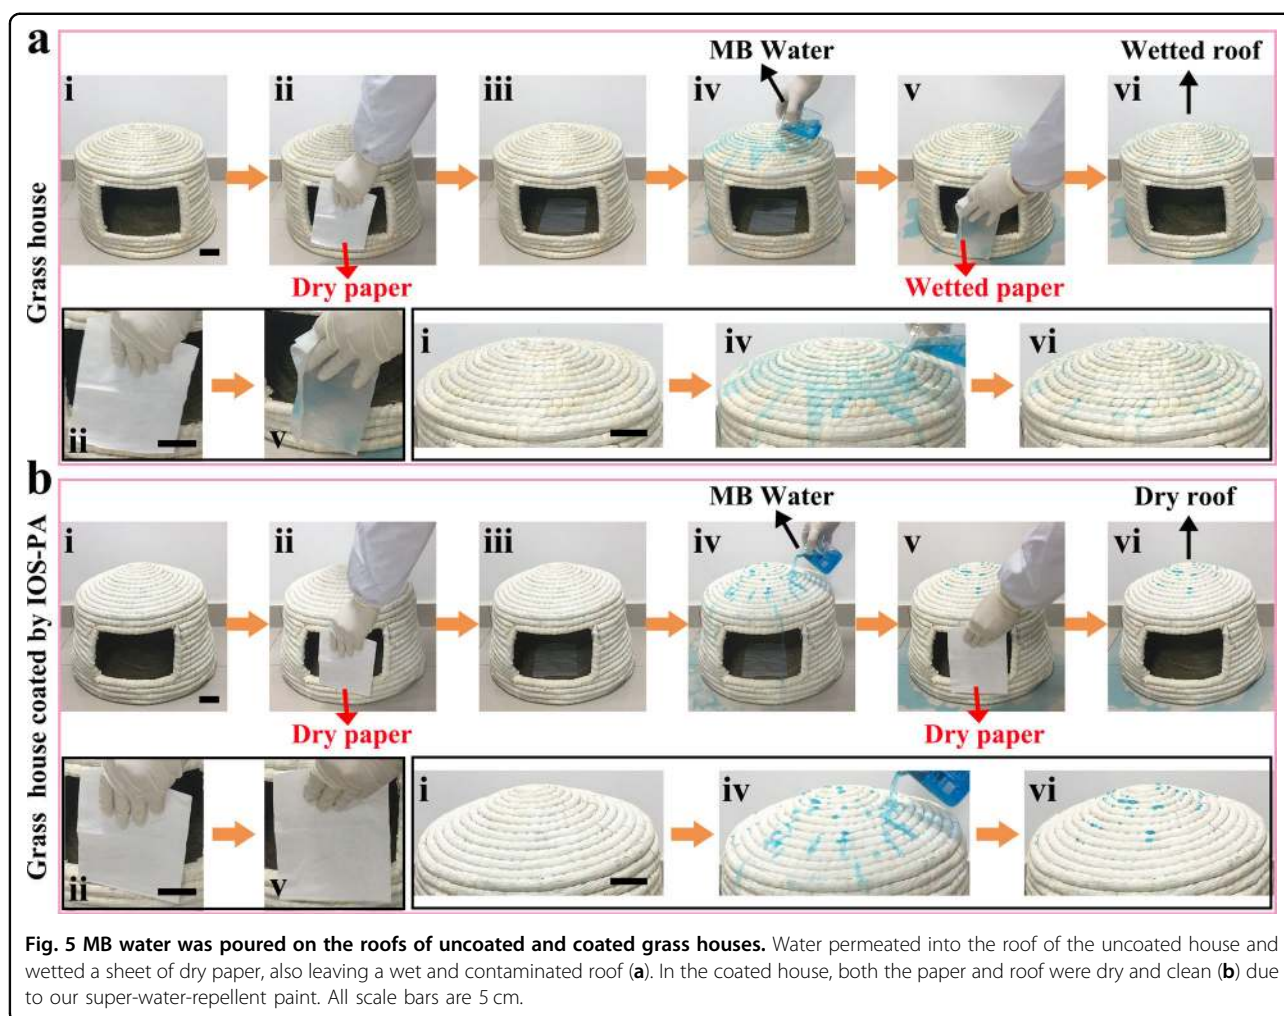 a
MB Water
Wetted roof
i
ii
iii
iv
v
vi
Grass house
Dry paper
Wetted paper
ii
v
i
iv
vi
b
MB Water
Dry roof
i
ii
iii
iv
v
vi
Grass house coated by IOS-PA
Dry paper
Dry paper
ii
v
i
iv
vi
Fig. 5 MB water was poured on the roofs of uncoated and coated grass houses. Water permeated into the roof of the uncoated house and
wetted a sheet of dry paper, also leaving a wet and contaminated roof (a). In the coated house, both the paper and roof were dry and clean (b) due
to our super-water-repellent paint. All scale bars are 5 cm.